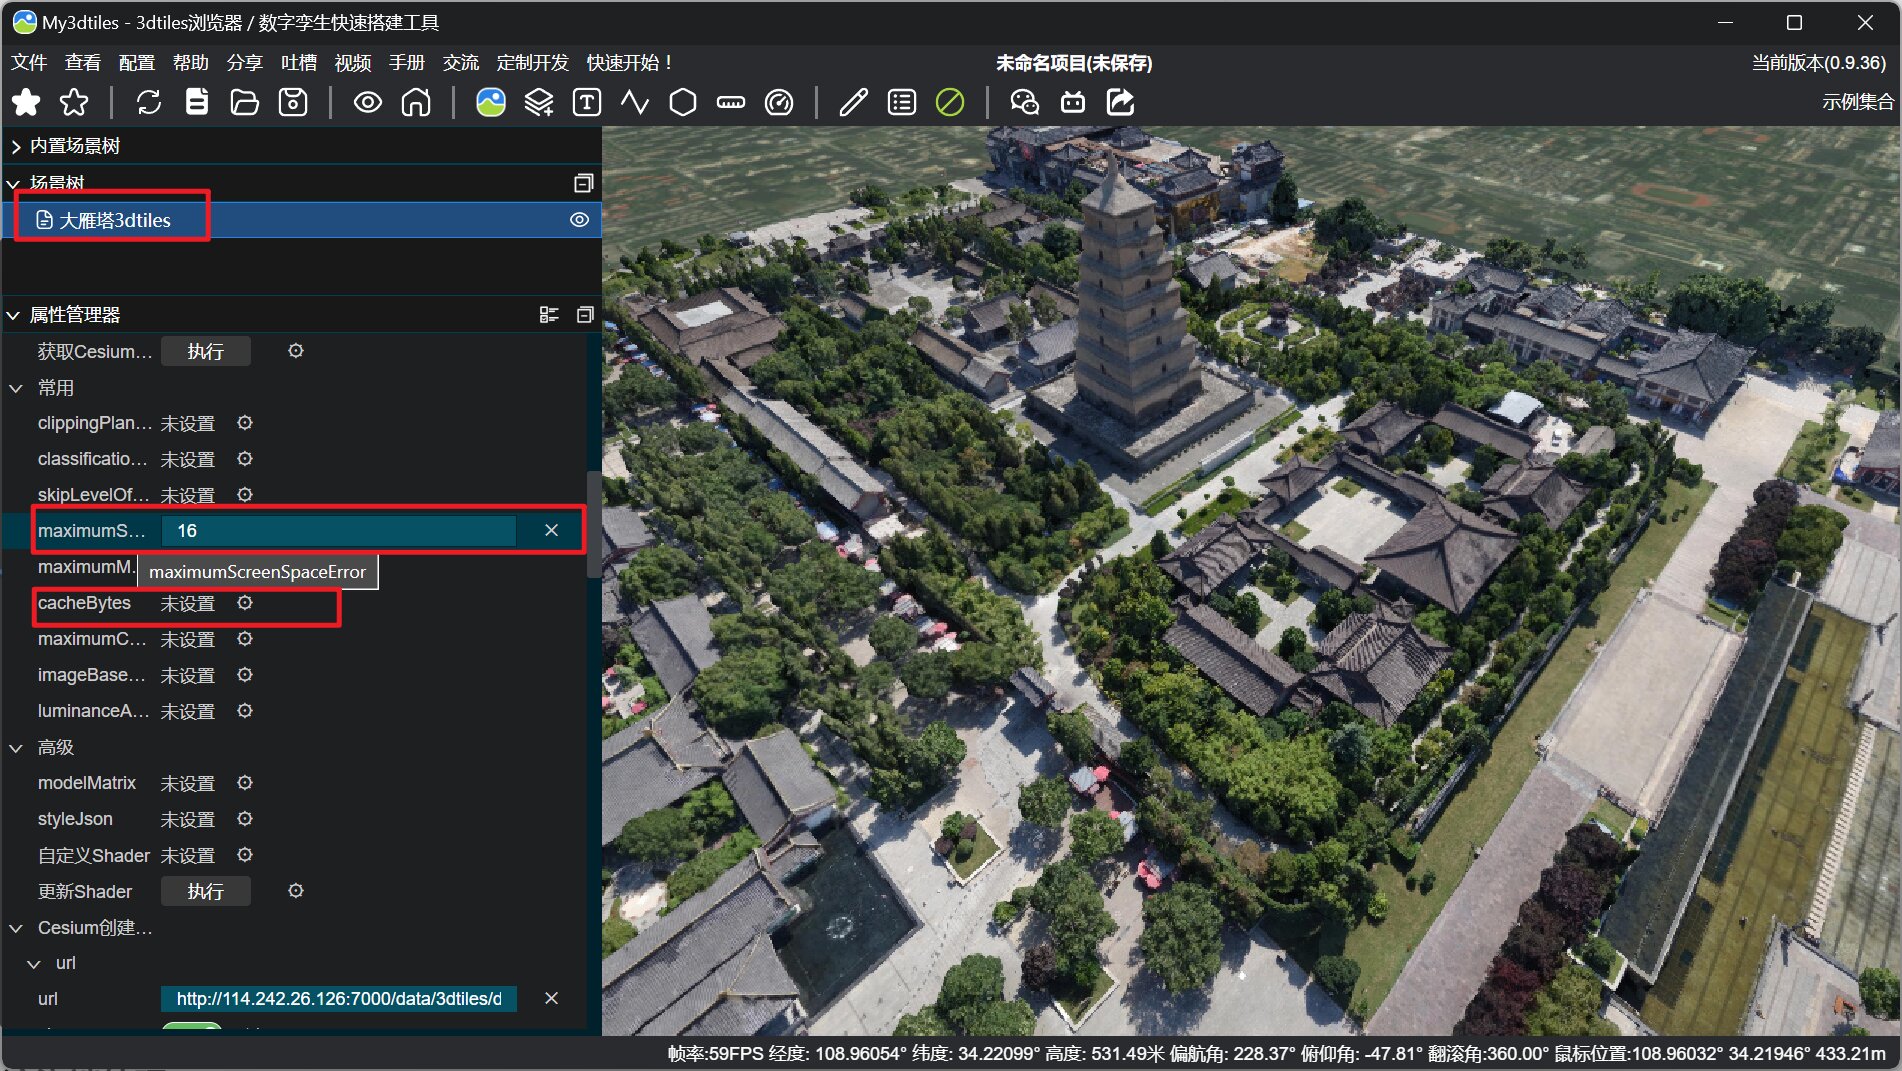 My3dtiles - 3dtiles浏览器 / 数字孪生快速搭建工具
文件 查看 配置 帮助 分享 吐槽 视频 手册 交流 定制开发 快速开始！
未命名项目(未保存)
当前版本(0.9.36)
示例集合
内置场景树
场景树
大雁塔3dtiles
属性管理器
获取Cesium... 执行
常用
clippingPlan... 未设置
classificatio... 未设置
skipLevelOf... 未设置
maximumS... 16
maximumM.
maximumScreenSpaceError
cacheBytes 未设置
maximumC... 未设置
imageBase... 未设置
luminanceA... 未设置
高级
modelMatrix 未设置
styleJson 未设置
自定义Shader 未设置
更新Shader 执行
Cesium创建...
url
url http://114.242.26.126:7000/data/3dtiles/d
帧率:59FPS 经度: 108.96054° 纬度: 34.22099° 高度: 531.49米 偏航角: 228.37° 俯仰角: -47.81° 翻滚角:360.00° 鼠标位置:108.96032° 34.21946° 433.21m